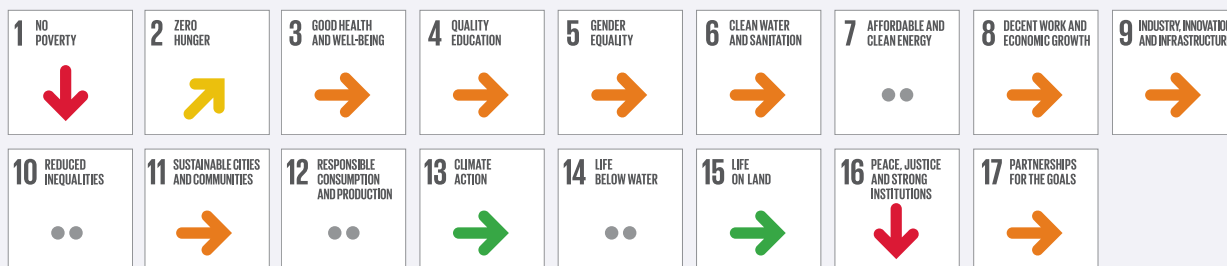 1 NO POVERTY
2 ZERO HUNGER
3 GOOD HEALTH AND WELL-BEING
4 QUALITY EDUCATION
5 GENDER EQUALITY
6 CLEAN WATER AND SANITATION
7 AFFORDABLE AND CLEAN ENERGY
8 DECENT WORK AND ECONOMIC GROWTH
9 INDUSTRY, INNOVATION AND INFRASTRUCTURE
10 REDUCED INEQUALITIES
11 SUSTAINABLE CITIES AND COMMUNITIES
12 RESPONSIBLE CONSUMPTION AND PRODUCTION
13 CLIMATE ACTION
14 LIFE BELOW WATER
15 LIFE ON LAND
16 PEACE, JUSTICE AND STRONG INSTITUTIONS
17 PARTNERSHIPS FOR THE GOALS